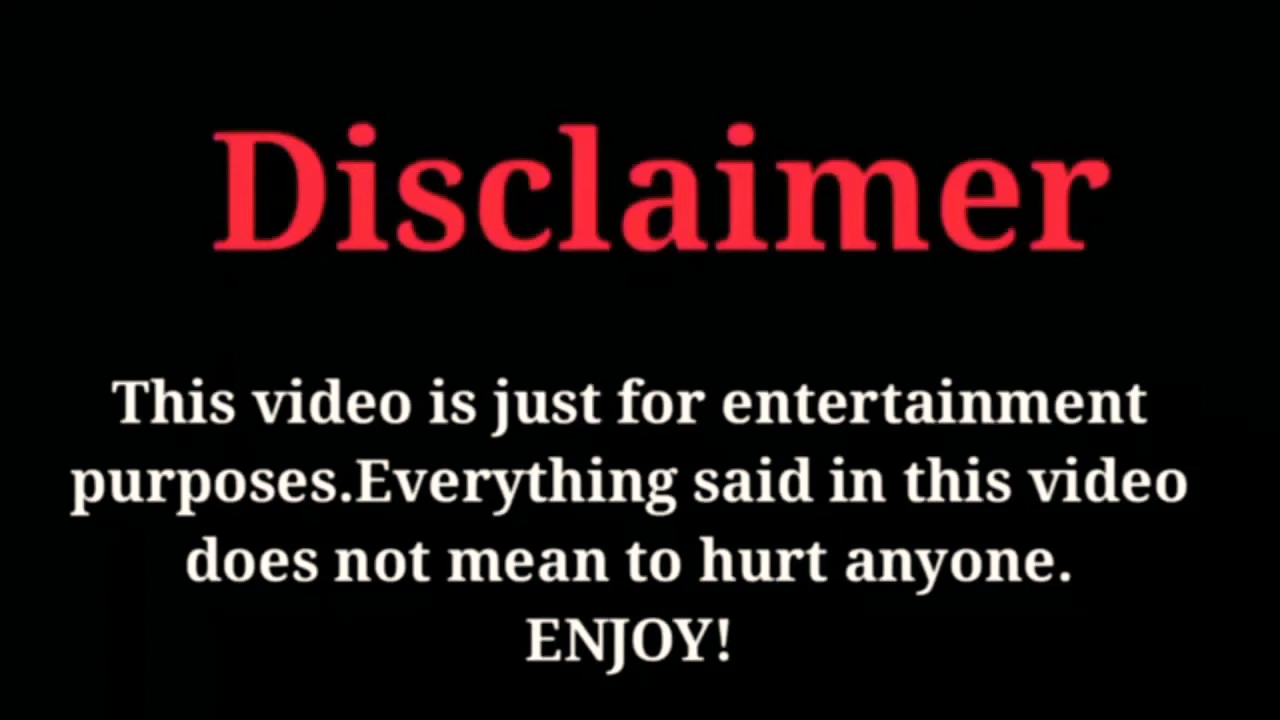 Disclaimer
This video is just for entertainment
purposes.Everything said in this video
does not mean to hurt anyone.
ENJOY!